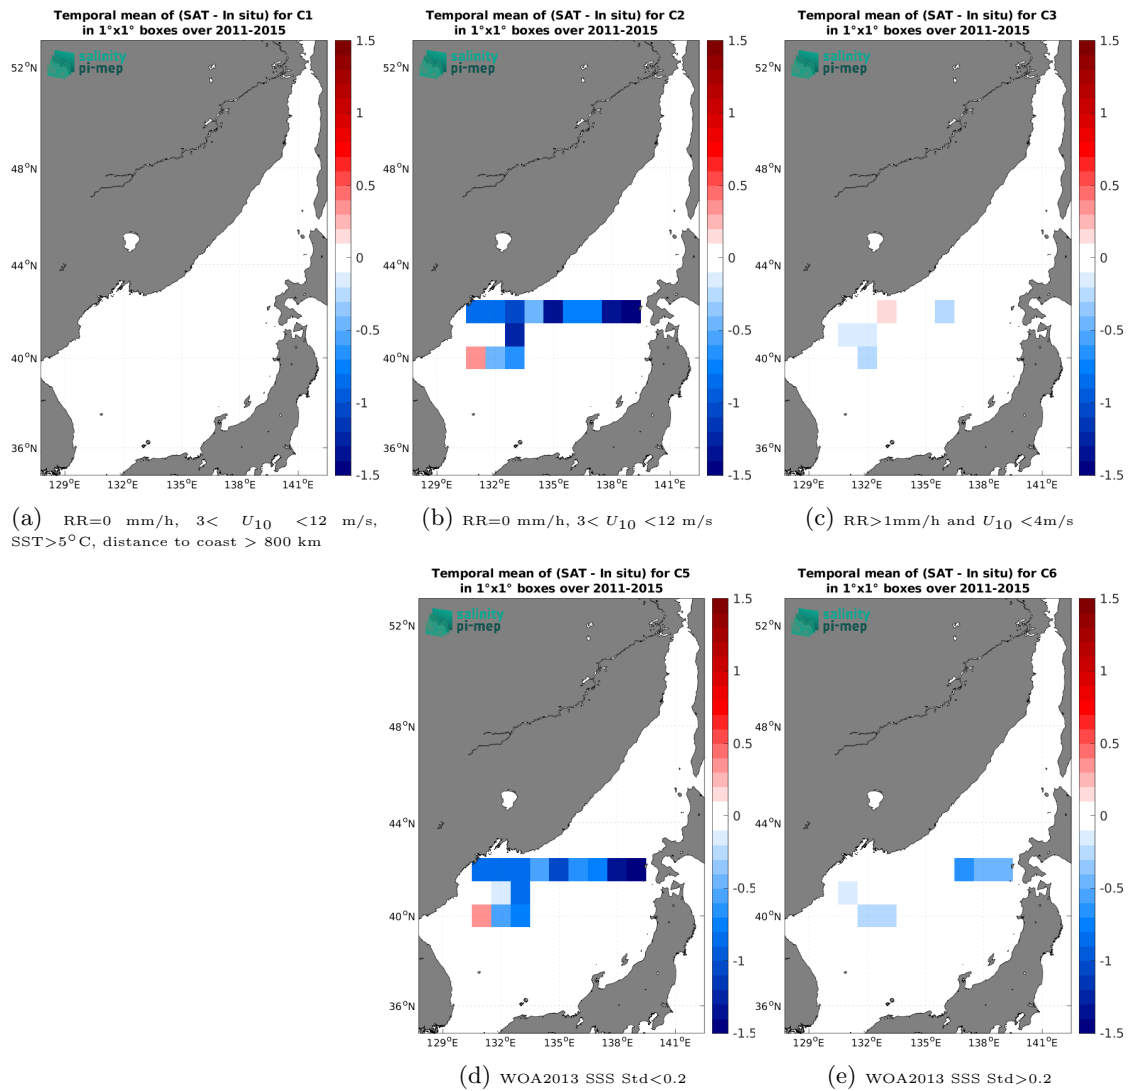 Temporal mean of (SAT - In situ) for C1
in 1°x1° boxes over 2011-2015
salinity
pi-mep
52°N
48°N
44°N
40°N
36°N
129°E
132°E
135°E
138°E
141°E
1.5
1
0.5
0
-0.5
-1
-1.5
(a) RR=0 mm/h, 3< U10 <12 m/s,
SST>5°C, distance to coast > 800 km
Temporal mean of (SAT - In situ) for C2
in 1°x1° boxes over 2011-2015
salinity
pi-mep
52°N
48°N
44°N
40°N
36°N
129°E
132°E
135°E
138°E
141°E
1.5
1
0.5
0
-0.5
-1
-1.5
(b) RR=0 mm/h, 3< U10 <12 m/s
Temporal mean of (SAT - In situ) for C3
in 1°x1° boxes over 2011-2015
salinity
pi-mep
52°N
48°N
44°N
40°N
36°N
129°E
132°E
135°E
138°E
141°E
1.5
1
0.5
0
-0.5
-1
-1.5
(c) RR>1mm/h and U10 <4m/s
Temporal mean of (SAT - In situ) for C5
in 1°x1° boxes over 2011-2015
salinity
pi-mep
52°N
48°N
44°N
40°N
36°N
129°E
132°E
135°E
138°E
141°E
1.5
1
0.5
0
-0.5
-1
-1.5
(d) WOA2013 SSS Std<0.2
Temporal mean of (SAT - In situ) for C6
in 1°x1° boxes over 2011-2015
salinity
pi-mep
52°N
48°N
44°N
40°N
36°N
129°E
132°E
135°E
138°E
141°E
1.5
1
0.5
0
-0.5
-1
-1.5
(e) WOA2013 SSS Std>0.2